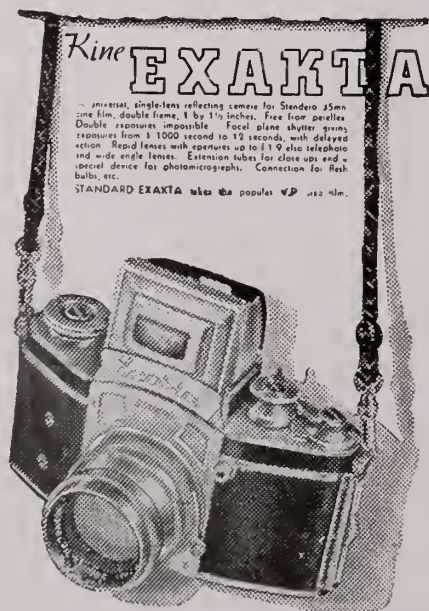 Kine
EXAKTA
universal, single-lens reflecting camera for Standard 35mm
cine film, double frame, 1 by 1½ inches. Free from parallax
Double exposures impossible Focal plane shutter giving
exposures from 1 1000 second to 12 seconds, with delayed
action Rapid lenses with apertures up to f 1 9 also telephoto
and wide angle lenses. Extension tubes for close ups and a
special device for photomicrographs. Connection for flash
bulbs, etc.
STANDARD EXAKTA takes the popular V.P size film.